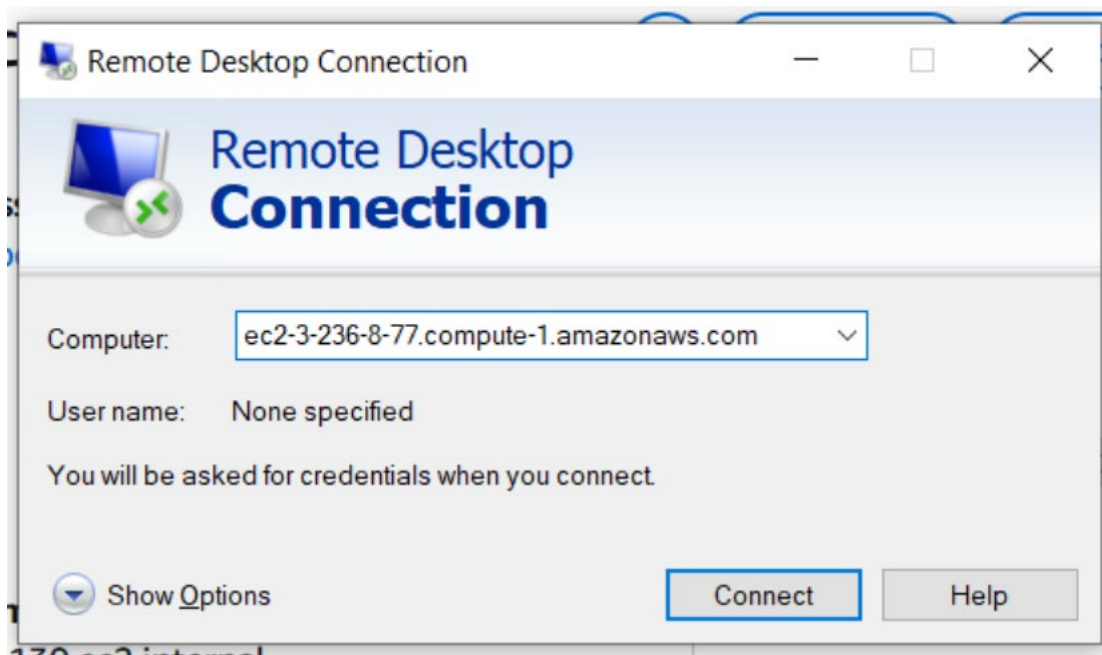 Remote Desktop Connection
Remote Desktop
Connection
Computer: ec2-3-236-8-77.compute-1.amazonaws.com
User name: None specified
You will be asked for credentials when you connect.
Show Options Connect Help